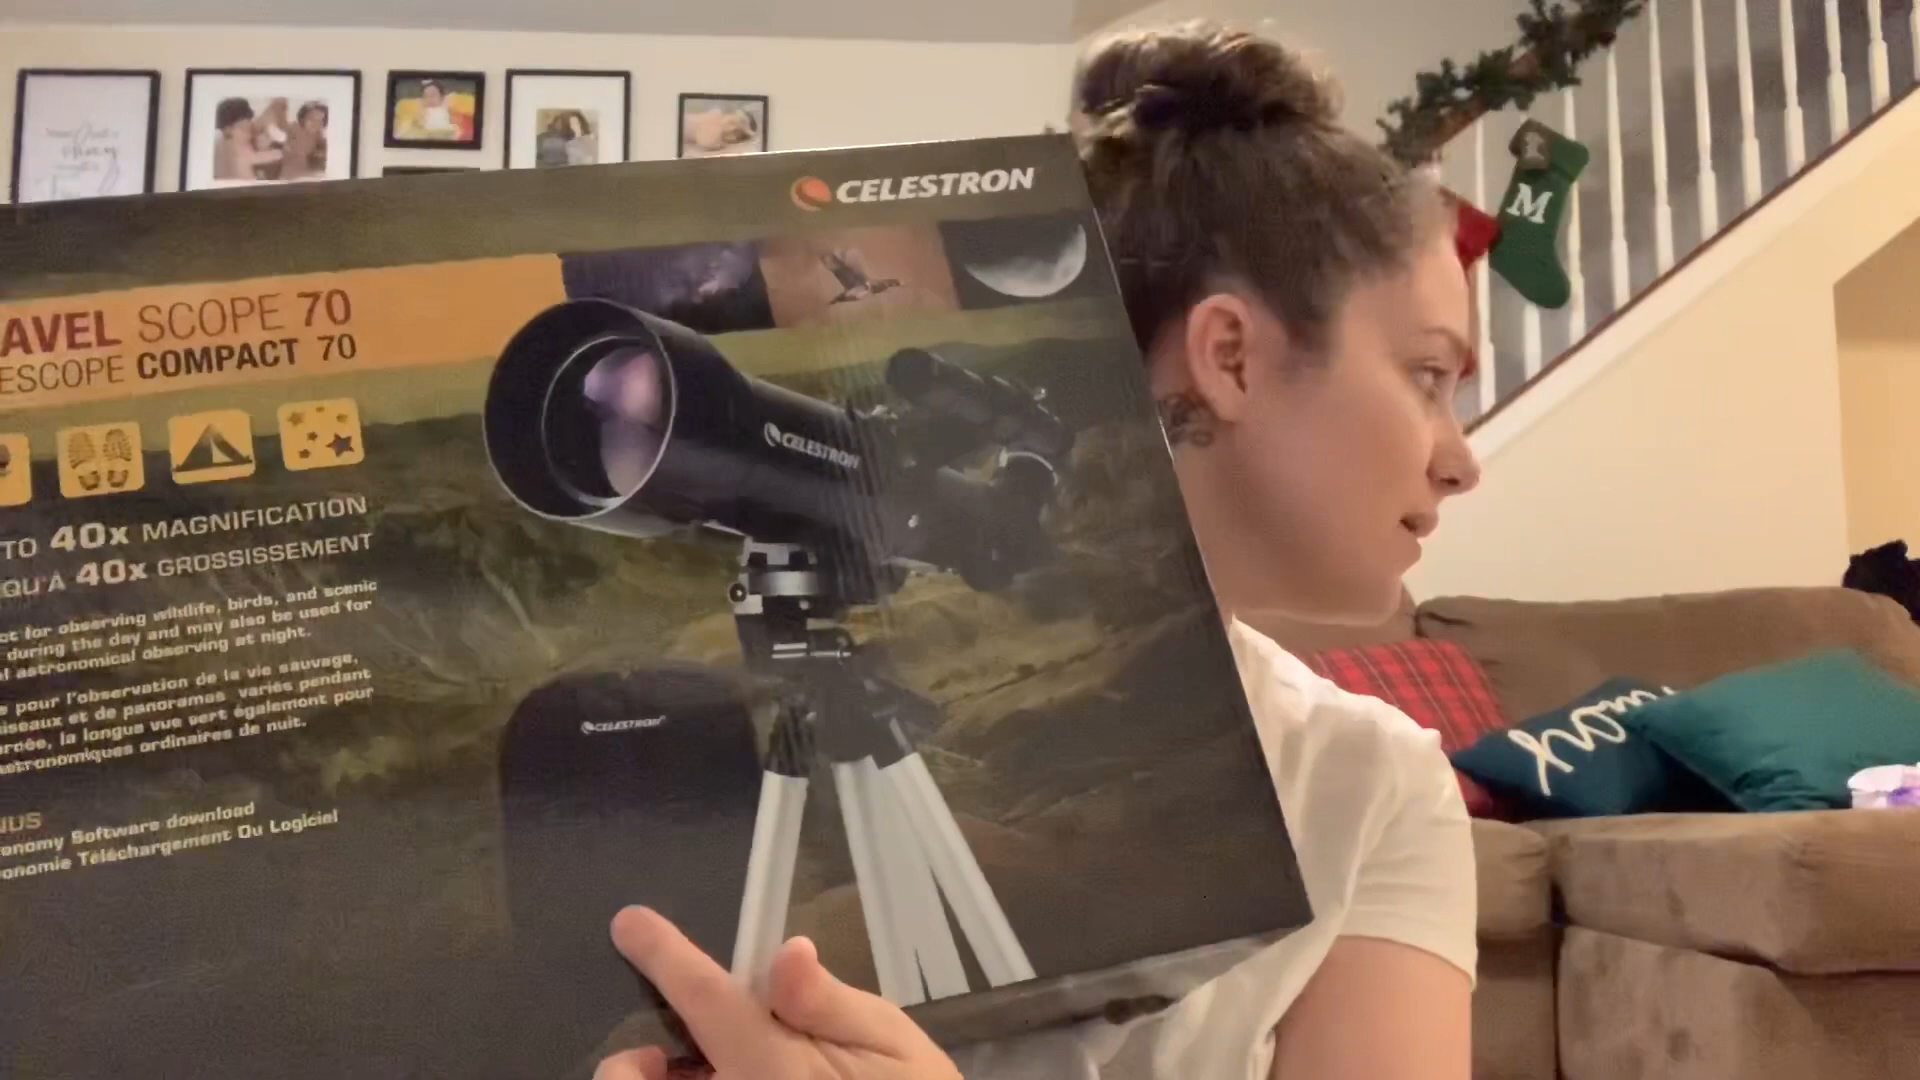 CELESTRON
AVEL SCOPE 70
ESCOPE COMPACT 70
TO 40x MAGNIFICATION
QU'À 40x GROSSISSEMENT
ct for observing wildlife, birds, and scenic
during the day and may also be used for
l astronomical observing at night.
s pour l'observation de la vie sauvage,
iseaux et de panoramas variés pendant
rnée, la longue vue sert également pour
astronomiques ordinaires de nuit.
NUS
onomy Software download
onomie Téléchargement Du Logiciel
CELESTRON
CELESTRON
M